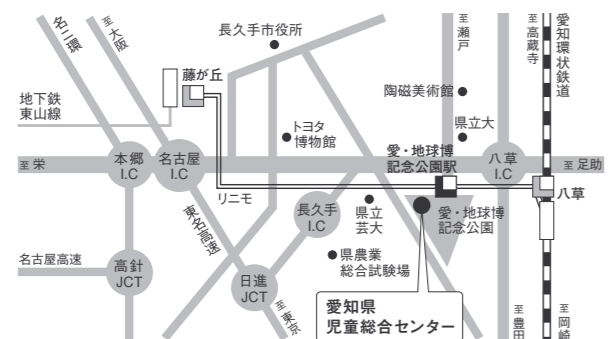 名二環
至大阪
長久手市役所
至瀬戸
至高蔵寺
愛知環状鉄道
藤が丘
地下鉄
東山線
陶磁美術館
トヨタ
博物館
県立大
愛・地球博
記念公園駅
至栄
本郷
I.C
名古屋
I.C
八草
I.C
至足助
リニモ
八草
東名高速
長久手
I.C
県立
芸大
愛・地球博
記念公園
名古屋高速
高針
JCT
県農業
総合試験場
日進
JCT
至東京
愛知県
児童総合センター
至豊田
至岡崎